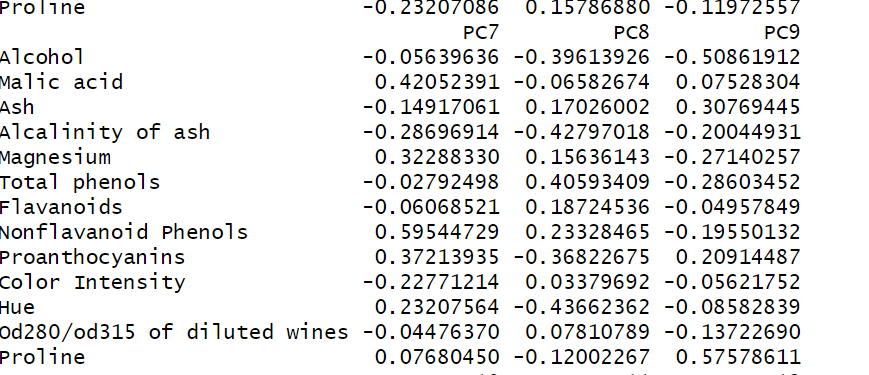 Proline -0.23207086 0.15786880 -0.11972557
PC7 PC8 PC9
Alcohol -0.05639636 -0.39613926 -0.50861912
Malic acid 0.42052391 -0.06582674 0.07528304
Ash -0.14917061 0.17026002 0.30769445
Alcalinity of ash -0.28696914 -0.42797018 -0.20044931
Magnesium 0.32288330 0.15636143 -0.27140257
Total phenols -0.02792498 0.40593409 -0.28603452
Flavanoids -0.06068521 0.18724536 -0.04957849
Nonflavanoid Phenols 0.59544729 0.23328465 -0.19550132
Proanthocyanins 0.37213935 -0.36822675 0.20914487
Color Intensity -0.22771214 0.03379692 -0.05621752
Hue 0.23207564 -0.43662362 -0.08582839
Od280/od315 of diluted wines -0.04476370 0.07810789 -0.13722690
Proline 0.07680450 -0.12002267 0.57578611